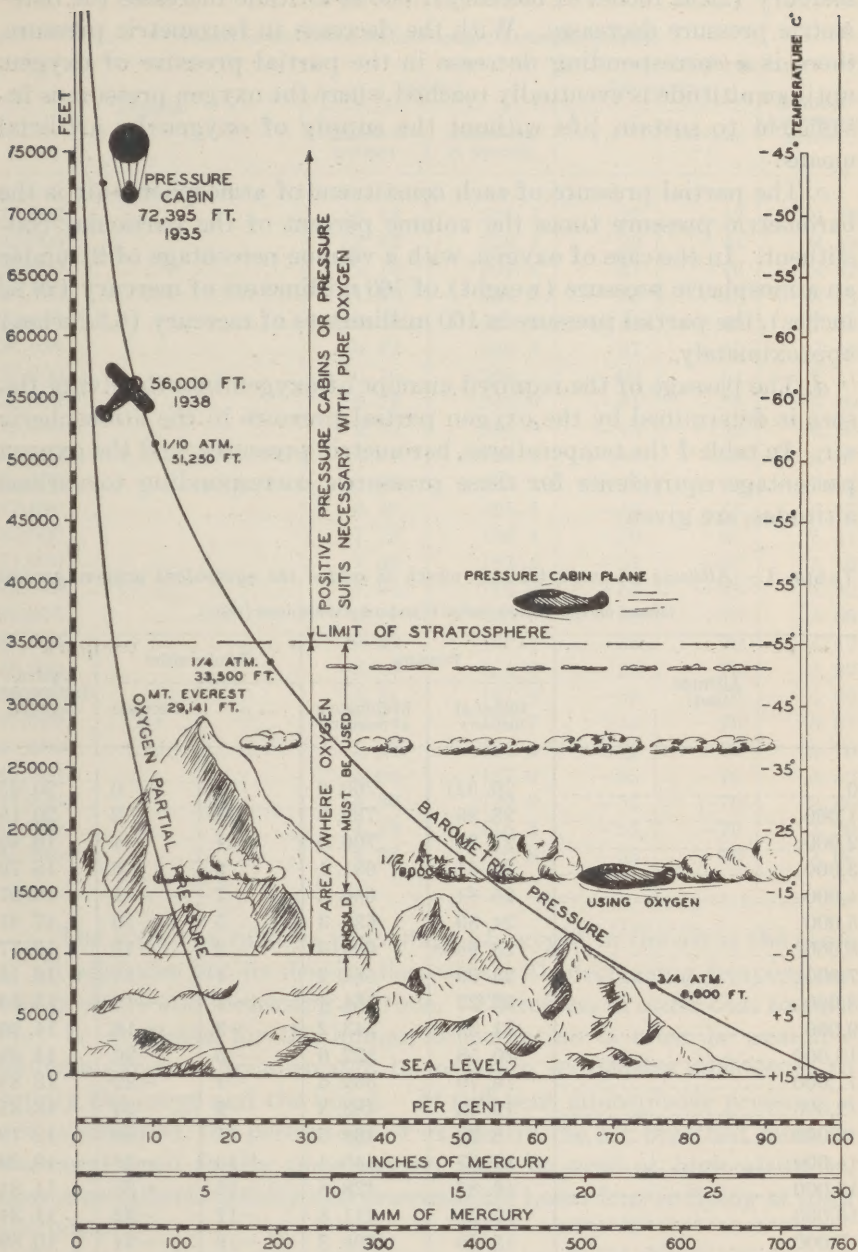 FEET
75000
70000
65000
60000
55000
50000
45000
40000
35000
30000
25000
20000
15000
10000
5000
0
PRESSURE
CABIN
72,395 FT.
1935
56,000 FT.
1938
1/10 ATM.
51,250 FT.
POSITIVE PRESSURE CABINS OR PRESSURE
SUITS NECESSARY WITH PURE OXYGEN
PRESSURE CABIN PLANE
LIMIT OF STRATOSPHERE
1/4 ATM.
33,500 FT.
MT. EVEREST
29,141 FT.
OXYGEN PARTIAL PRESSURE
AREA WHERE OXYGEN
SHOULD
MUST BE USED
BAROMETRIC PRESSURE
1/2 ATM.
18,000 FT.
USING OXYGEN
3/4 ATM.
FT.
SEA LEVEL
TEMPERATURE C°
-45°
-50°
-55°
-60°
-60°
-60°
-55°
-55°
-55°
-45°
-35°
-25°
-15°
-5°
+5°
+15°
PER CENT
0 10 20 30 40 50 60 70 80 90 100
INCHES OF MERCURY
0 5 10 15 20 25 30
MM OF MERCURY
0 100 200 300 400 500 600 700 760